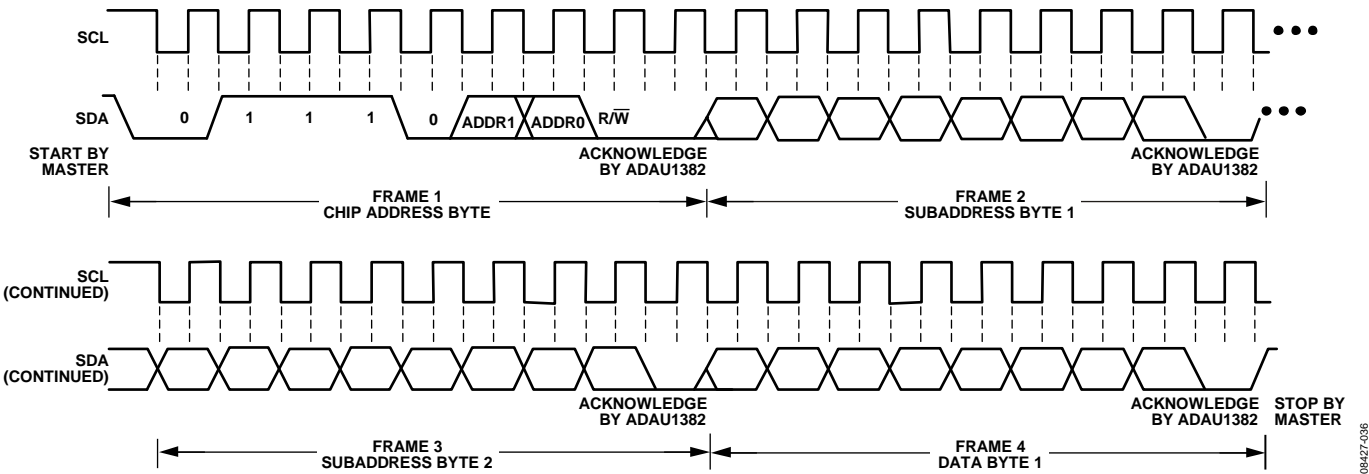 SCL
SDA
0 1 1 1 0 ADDR1 ADDR0 R/W̅
START BY
MASTER
ACKNOWLEDGE
BY ADAU1382
ACKNOWLEDGE
BY ADAU1382
FRAME 1
CHIP ADDRESS BYTE
FRAME 2
SUBADDRESS BYTE 1
SCL
(CONTINUED)
SDA
(CONTINUED)
ACKNOWLEDGE
BY ADAU1382
ACKNOWLEDGE
BY ADAU1382
STOP BY
MASTER
FRAME 3
SUBADDRESS BYTE 2
FRAME 4
DATA BYTE 1
08427-036